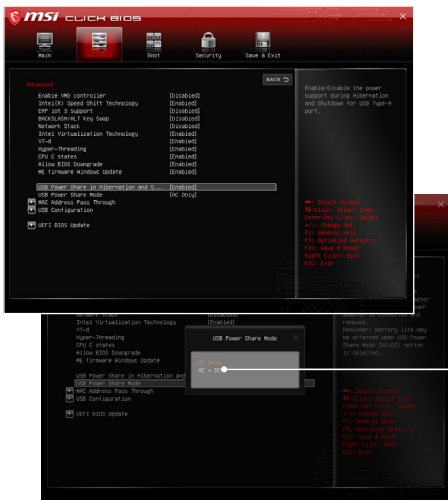 msi CLICK BIOS
Main
Advanced
Boot
Security
Save & Exit
BACK
Advanced
Enable VMD controller [Disabled]
Intel(R) Speed Shift Technology [Enabled]
ERP lot 3 support [Disabled]
BACKSLASH/ALT Key Swap [Disabled]
Network Stack [Disabled]
Intel Virtualization Technology [Enabled]
VT-d [Enabled]
Hyper-Threading [Enabled]
CPU C states [Enabled]
Allow BIOS Downgrade [Enabled]
ME firmware Windows Update [Enabled]
USB Power Share in Hibernation and S... [Enabled]
USB Power Share Mode [AC Only]
MAC Address Pass Through
USB Configuration
UEFI BIOS Update
Enable/Disable the power
support during Hibernation
and Shutdown for USB Type-A
port.
Select Screen
/Click: Select Item
Enter/Dbl Click: Select
+/-: Change Opt.
F1: General Help
F9: Optimized Defaults
F10: Save & Reset
Right Click: Back
ESC: Exit
Network Stack [Disabled]
Intel Virtualization Technology [Enabled]
VT-d
Hyper-Threading
CPU C states
Allow BIOS Downgrade
ME firmware Windows Update
USB Power Share in Hibernation and
USB Power Share Mode
MAC Address Pass Through
USB Configuration
UEFI BIOS Update
USB Power Share Mode
AC Only
AC + DC
removed.
Reminder: Battery life may
be affected when USB Power
Share Mode [AC+DC] option
is selected.
Select Screen
/Click: Select Item
Enter/Dbl Click: Select
+/-: Change Opt.
F1: General Help
F9: Optimized Defaults
F10: Save & Reset
Right Click: Back
ESC: Exit